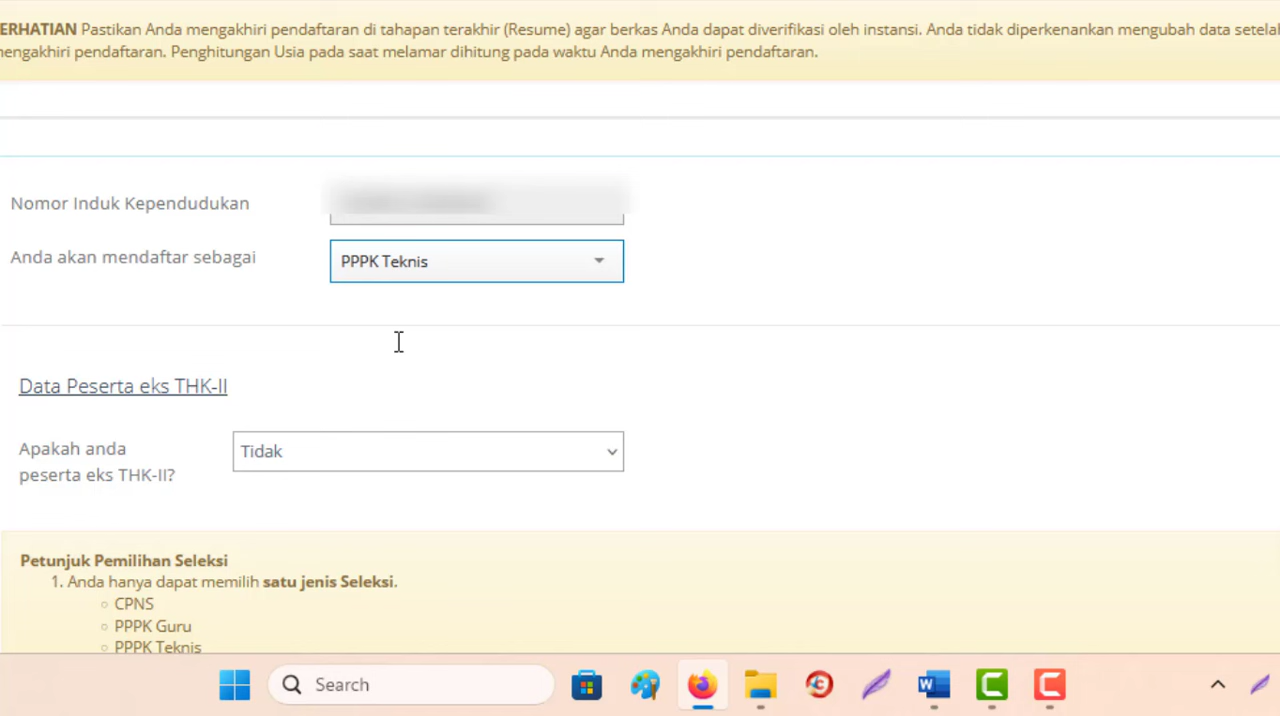 ERHATIAN Pastikan Anda mengakhiri pendaftaran di tahapan terakhir (Resume) agar berkas Anda dapat diverifikasi oleh instansi. Anda tidak diperkenankan mengubah data setela
engakhiri pendaftaran. Penghitungan Usia pada saat melamar dihitung pada waktu Anda mengakhiri pendaftaran.
Nomor Induk Kependudukan
Anda akan mendaftar sebagai PPPK Teknis
Data Peserta eks THK-II
Apakah anda
peserta eks THK-II?
Tidak
Petunjuk Pemilihan Seleksi
1. Anda hanya dapat memilih satu jenis Seleksi.
CPNS
PPPK Guru
PPPK Teknis
Search